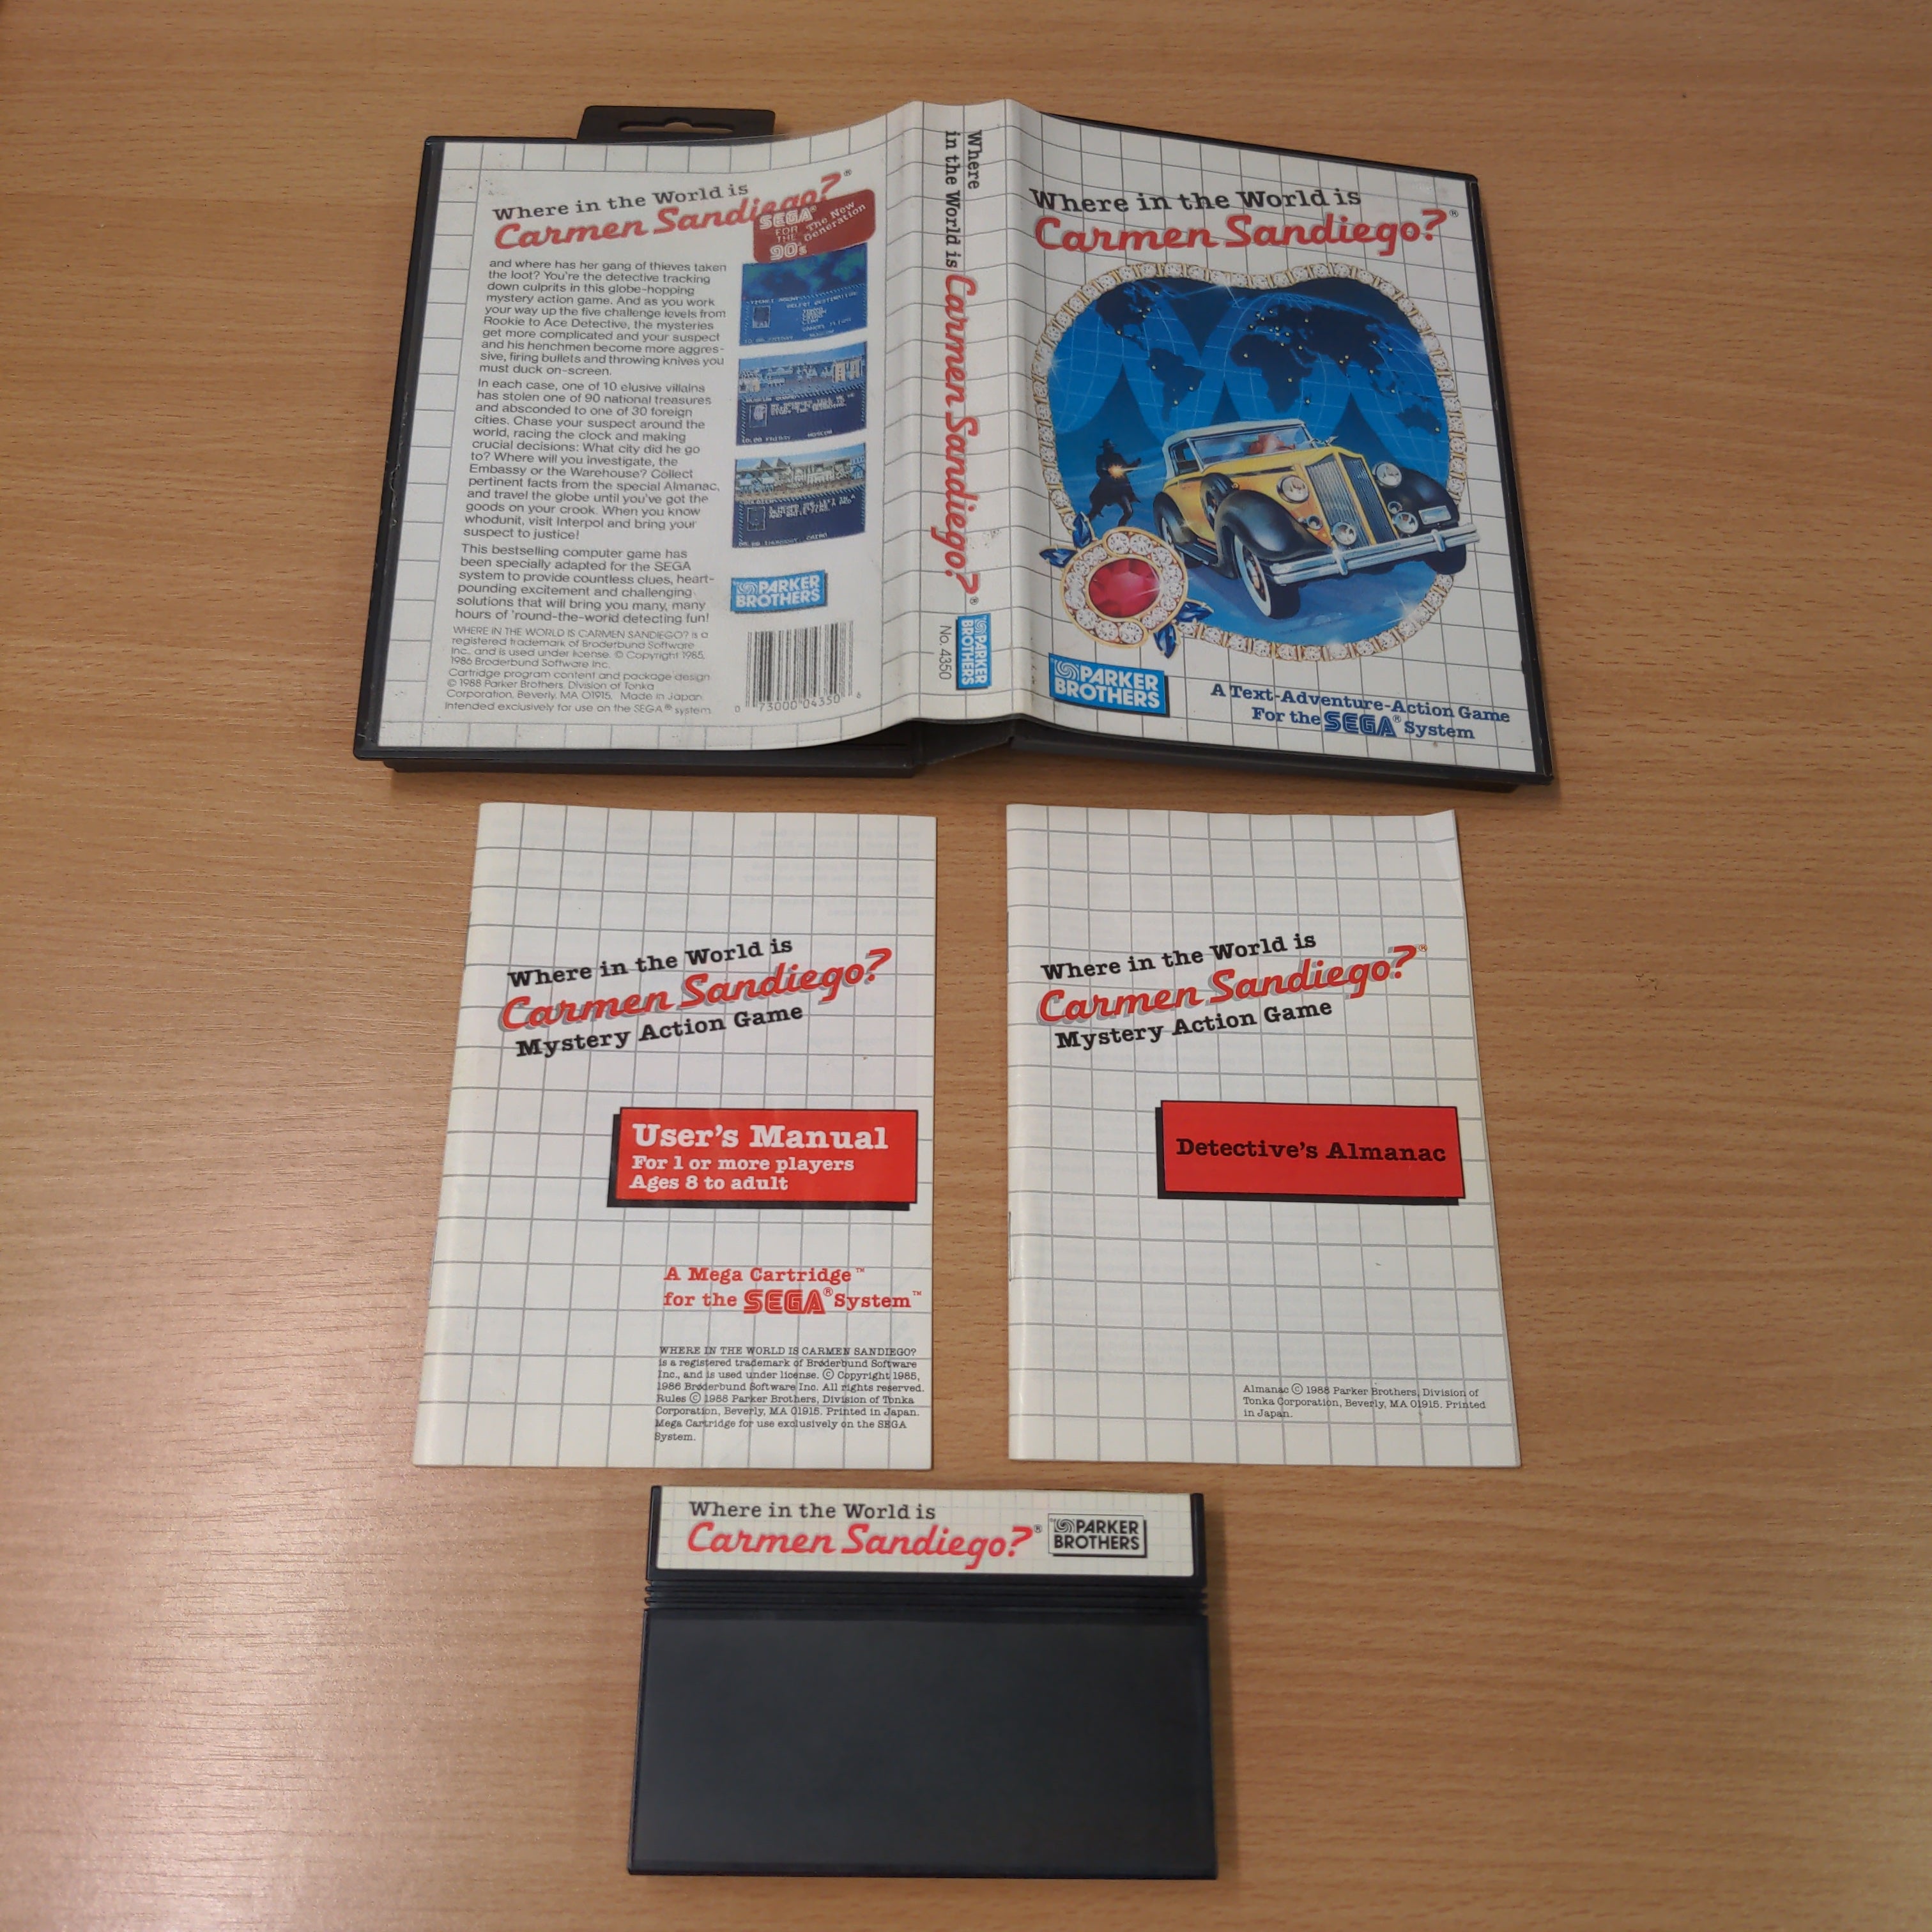 Where in the World is
Carmen Sandiego?®
SEGA®
FOR
THE
90's
The New
Generation
and where has her gang of thieves taken
the loot? You're the detective tracking
down culprits in this globe-hopping
mystery action game. And as you work
your way up the five challenge levels from
Rookie to Ace Detective, the mysteries
get more complicated and your suspect
and his henchmen become more aggres-
sive, firing bullets and throwing knives you
must duck on-screen.
In each case, one of 10 elusive villains
has stolen one of 90 national treasures
and absconded to one of 30 foreign
cities. Chase your suspect around the
world, racing the clock and making
crucial decisions: What city did he go
to? Where will you investigate, the
Embassy or the Warehouse? Collect
pertinent facts from the special Almanac,
and travel the globe until you've got the
goods on your crook. When you know
whodunit, visit Interpol and bring your
suspect to justice!
This bestselling computer game has
been specially adapted for the SEGA
system to provide countless clues, heart-
pounding excitement and challenging
solutions that will bring you many, many
hours of 'round-the-world detecting fun!
WHERE IN THE WORLD IS CARMEN SANDIEGO? is a
registered trademark of Broderbund Software
Inc., and is used under license. © Copyright 1985,
1986 Broderbund Software Inc.
Cartridge program content and package design
© 1988 Parker Brothers, Division of Tonka
Corporation, Beverly, MA 01915. Made in Japan
Intended exclusively for use on the SEGA® system.
PARKER
BROTHERS
0 73000 04350 8
Where
in the World is Carmen Sandiego?®
PARKER
BROTHERS
No. 4350
Where in the World is
Carmen Sandiego?®
PARKER
BROTHERS
A Text-Adventure-Action Game
For the SEGA® System
Where in the World is
Carmen Sandiego?
Mystery Action Game
User's Manual
For 1 or more players
Ages 8 to adult
A Mega Cartridge™
for the SEGA® System™
WHERE IN THE WORLD IS CARMEN SANDIEGO?
is a registered trademark of Brøderbund Software
Inc., and is used under license. © Copyright 1985,
1986 Brøderbund Software Inc. All rights reserved.
Rules © 1988 Parker Brothers, Division of Tonka
Corporation, Beverly, MA 01915. Printed in Japan.
Mega Cartridge for use exclusively on the SEGA
System.
Where in the World is
Carmen Sandiego?®
Mystery Action Game
Detective's Almanac
Almanac © 1988 Parker Brothers, Division of
Tonka Corporation, Beverly, MA 01915. Printed
in Japan.
Where in the World is
Carmen Sandiego?®
PARKER
BROTHERS